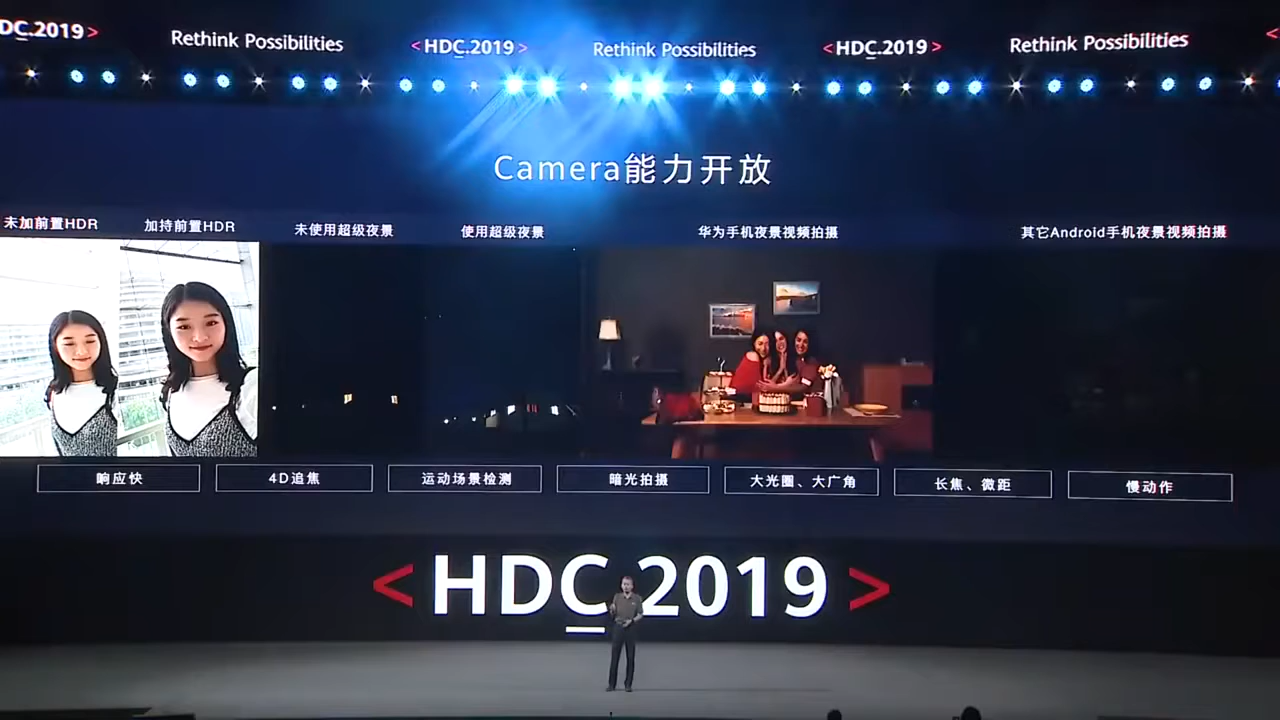 DC.2019>
Rethink Possibilities
<HDC.2019>
Rethink Possibilities
<HDC.2019>
Rethink Possibilities
<
Camera能力开放
未加前置HDR
加持前置HDR
未使用超级夜景
使用超级夜景
华为手机夜景视频拍摄
其它Android手机夜景视频拍摄
响应快
4D追焦
运动场景检测
暗光拍摄
大光圈、大广角
长焦、微距
慢动作
<HDC.2019>